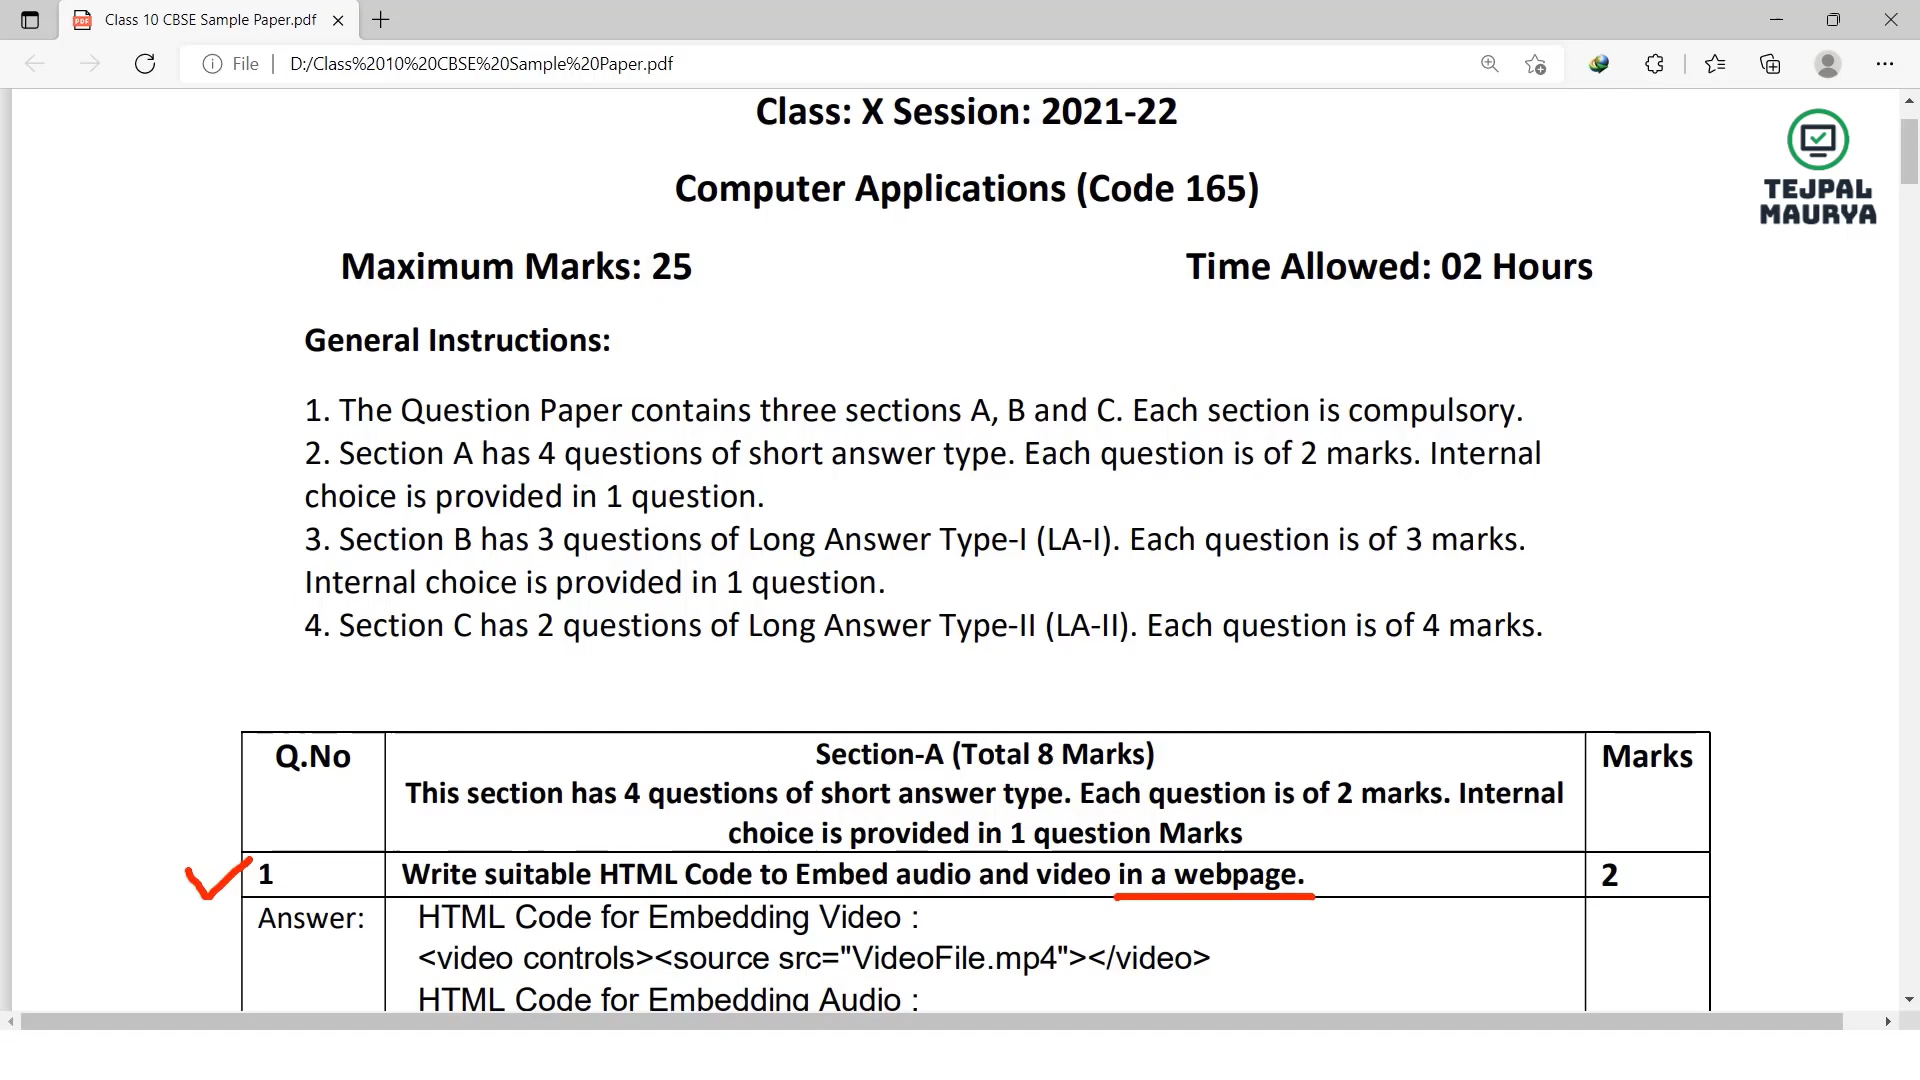 Class 10 CBSE Sample Paper.pdf
File
D:/Class%2010%20CBSE%20Sample%20Paper.pdf
Class: X Session: 2021-22
TEJPAL
MAURYA
Computer Applications (Code 165)
Maximum Marks: 25 Time Allowed: 02 Hours
General Instructions:
1. The Question Paper contains three sections A, B and C. Each section is compulsory.
2. Section A has 4 questions of short answer type. Each question is of 2 marks. Internal
choice is provided in 1 question.
3. Section B has 3 questions of Long Answer Type-I (LA-I). Each question is of 3 marks.
Internal choice is provided in 1 question.
4. Section C has 2 questions of Long Answer Type-II (LA-II). Each question is of 4 marks.
Q.No Section-A (Total 8 Marks) Marks
This section has 4 questions of short answer type. Each question is of 2 marks. Internal
choice is provided in 1 question Marks
1 Write suitable HTML Code to Embed audio and video in a webpage. 2
Answer: HTML Code for Embedding Video :
<video controls><source src="VideoFile.mp4"></video>
HTML Code for Embedding Audio :